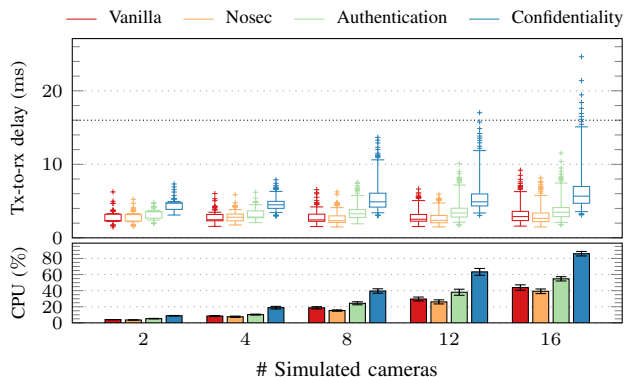 Vanilla Nosec Authentication Confidentiality
20
10
0
Tx-to-rx delay (ms)
100
80
60
40
20
0
CPU (%)
2 4 8 12 16
# Simulated cameras